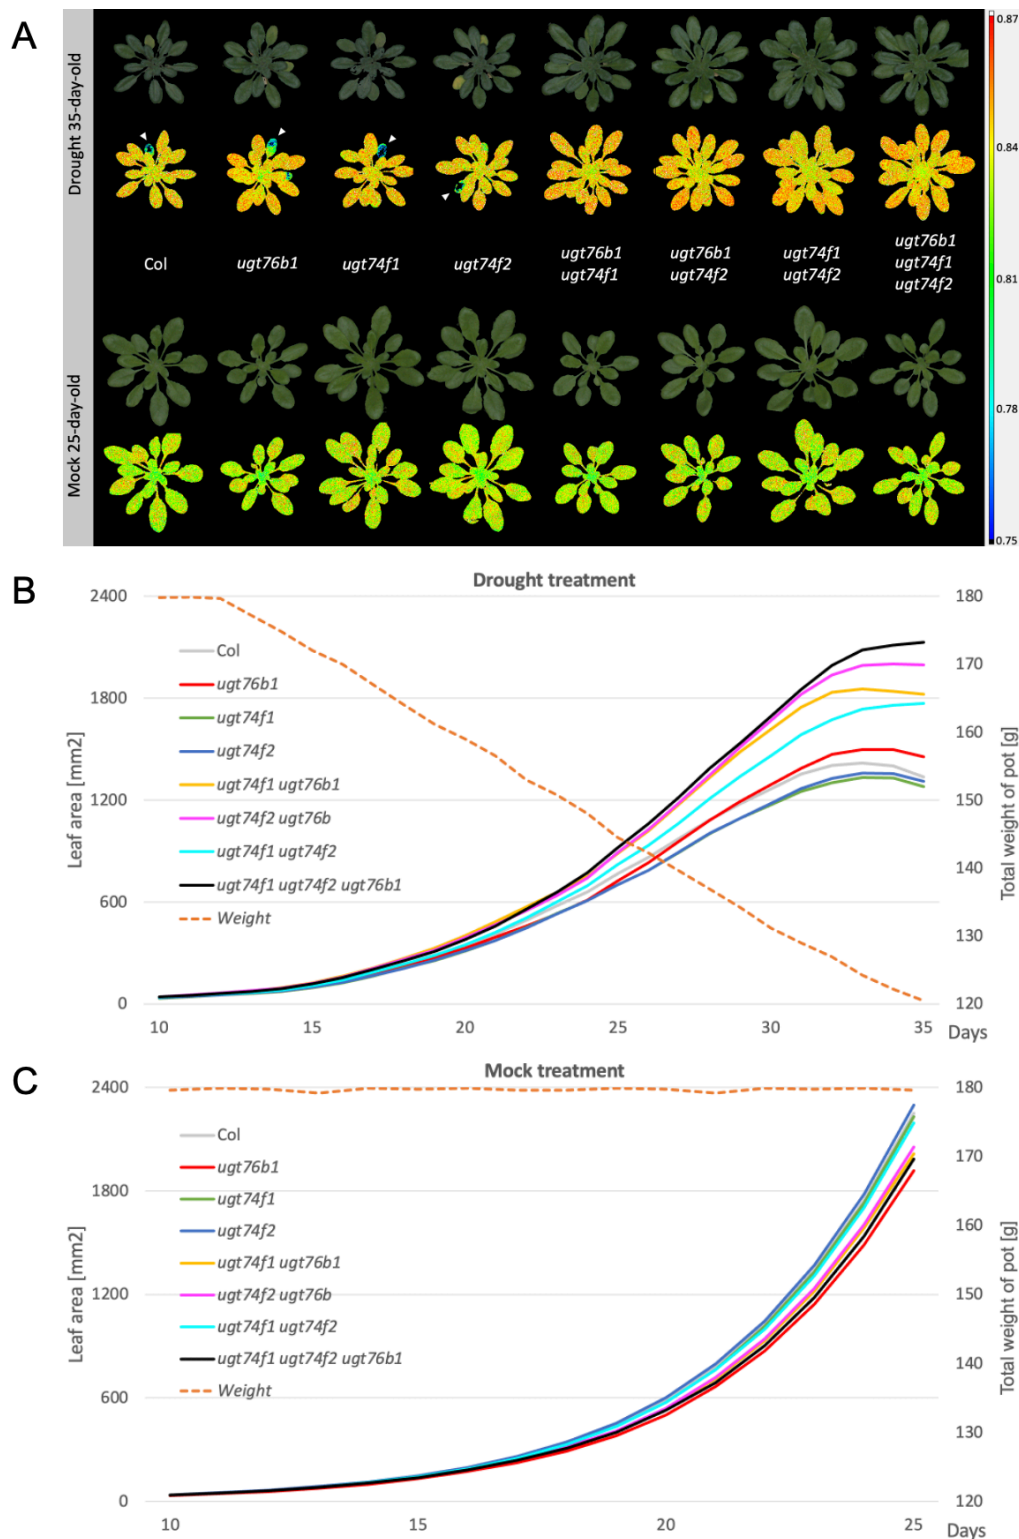 A
Drought 35-day-old
Mock 25-day-old
0.87
0.84
0.81
0.78
0.75
Col
ugt76b1
ugt74f1
ugt74f2
ugt76b1
ugt74f1
ugt76b1
ugt74f2
ugt74f1
ugt74f2
ugt76b1
ugt74f1
ugt74f2
B
Drought treatment
Leaf area [mm2]
2400
1800
1200
600
0
Col
ugt76b1
ugt74f1
ugt74f2
ugt74f1 ugt76b1
ugt74f2 ugt76b
ugt74f1 ugt74f2
ugt74f1 ugt74f2 ugt76b1
Weight
180
170
160
150
140
130
120
Total weight of pot [g]
10 15 20 25 30 35 Days
C
Mock treatment
Leaf area [mm2]
2400
1800
1200
600
0
Col
ugt76b1
ugt74f1
ugt74f2
ugt74f1 ugt76b1
ugt74f2 ugt76b
ugt74f1 ugt74f2
ugt74f1 ugt74f2 ugt76b1
Weight
180
170
160
150
140
130
120
Total weight of pot [g]
10 15 20 25 Days